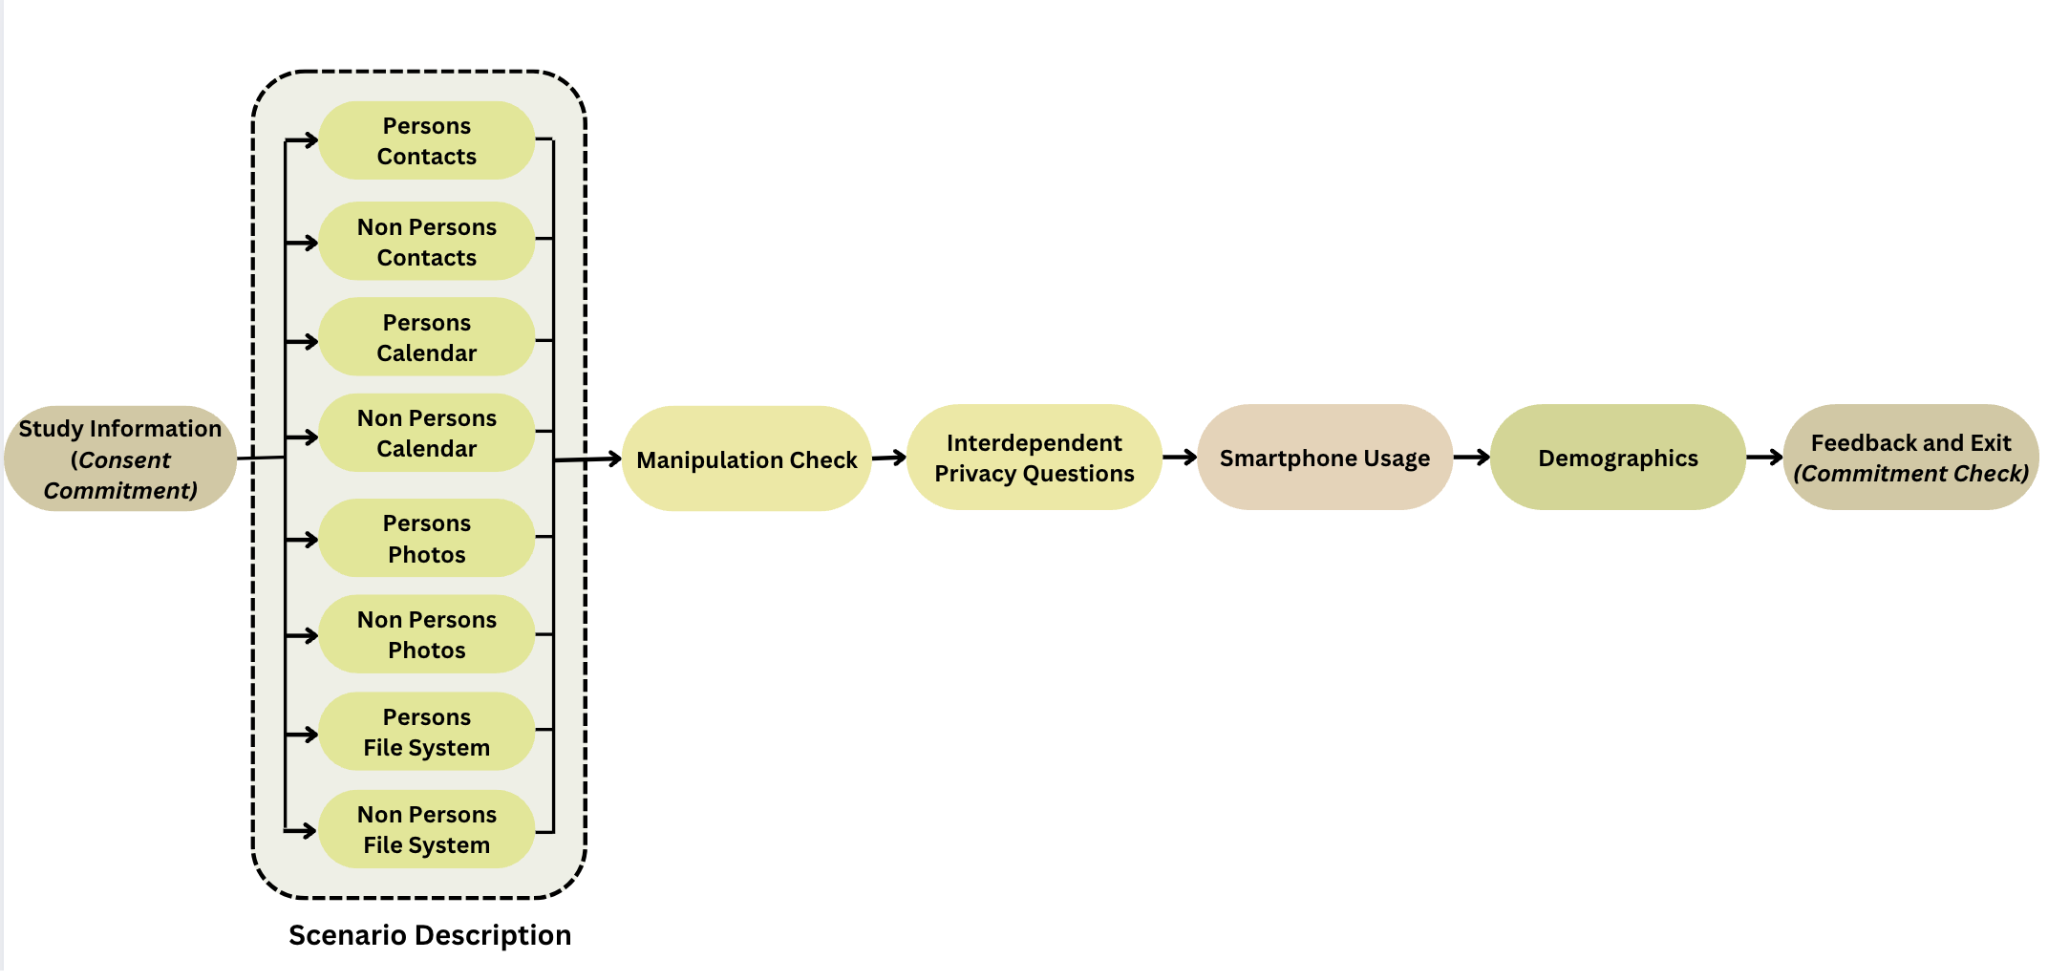 Study Information
(Consent
Commitment)
Persons
Contacts
Non Persons
Contacts
Persons
Calendar
Non Persons
Calendar
Persons
Photos
Non Persons
Photos
Persons
File System
Non Persons
File System
Scenario Description
Manipulation Check
Interdependent
Privacy Questions
Smartphone Usage
Demographics
Feedback and Exit
(Commitment Check)